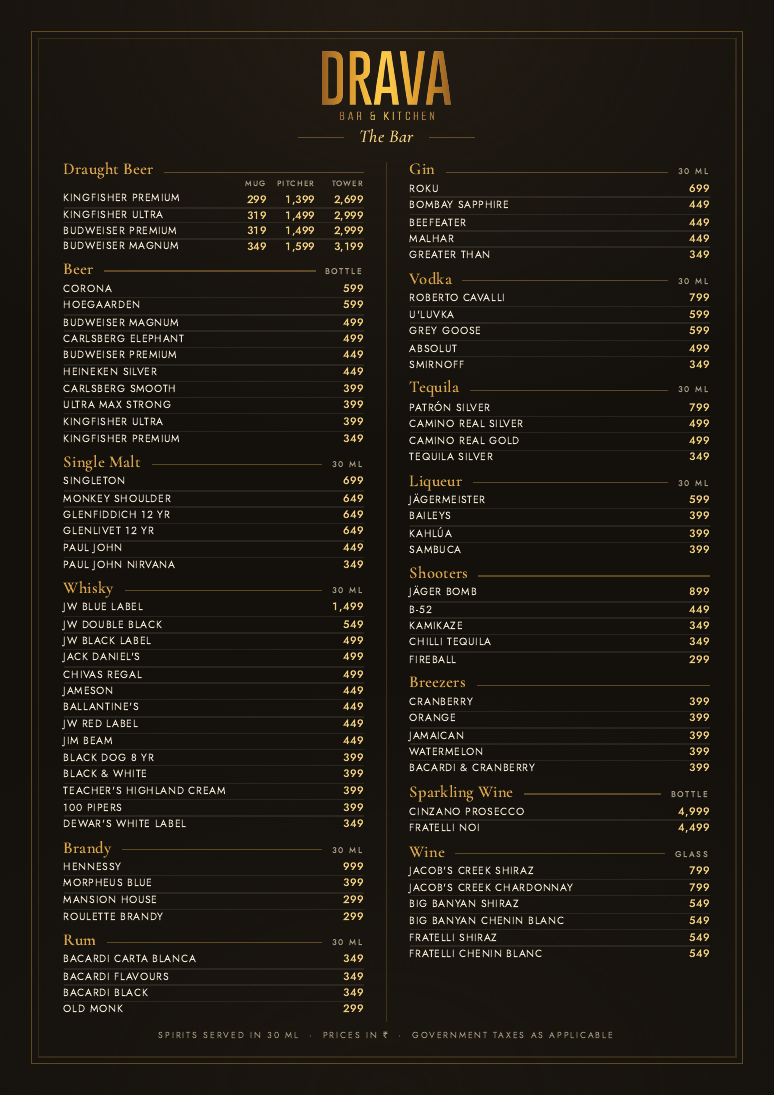 DRAVA
BAR & KITCHEN
The Bar
Draught Beer
MUG PITCHER TOWER
KINGFISHER PREMIUM 299 1,399 2,699
KINGFISHER ULTRA 319 1,499 2,999
BUDWEISER PREMIUM 319 1,499 2,999
BUDWEISER MAGNUM 349 1,599 3,199
Beer BOTTLE
CORONA 599
HOEGAARDEN 599
BUDWEISER MAGNUM 499
CARLSBERG ELEPHANT 499
BUDWEISER PREMIUM 449
HEINEKEN SILVER 449
CARLSBERG SMOOTH 399
ULTRA MAX STRONG 399
KINGFISHER ULTRA 399
KINGFISHER PREMIUM 349
Single Malt 30 ML
SINGLETON 699
MONKEY SHOULDER 649
GLENFIDDICH 12 YR 649
GLENLIVET 12 YR 649
PAUL JOHN 449
PAUL JOHN NIRVANA 349
Whisky 30 ML
JW BLUE LABEL 1,499
JW DOUBLE BLACK 549
JW BLACK LABEL 499
JACK DANIEL'S 499
CHIVAS REGAL 499
JAMESON 449
BALLANTINE'S 449
JW RED LABEL 449
JIM BEAM 449
BLACK DOG 8 YR 399
BLACK & WHITE 399
TEACHER'S HIGHLAND CREAM 399
100 PIPERS 399
DEWAR'S WHITE LABEL 349
Brandy 30 ML
HENNESSY 999
MORPHEUS BLUE 399
MANSION HOUSE 299
ROULETTE BRANDY 299
Rum 30 ML
BACARDI CARTA BLANCA 349
BACARDI FLAVOURS 349
BACARDI BLACK 349
OLD MONK 299
Gin 30 ML
ROKU 699
BOMBAY SAPPHIRE 449
BEEFEATER 449
MALHAR 449
GREATER THAN 349
Vodka 30 ML
ROBERTO CAVALLI 799
U'LUVKA 599
GREY GOOSE 599
ABSOLUT 499
SMIRNOFF 349
Tequila 30 ML
PATRÓN SILVER 799
CAMINO REAL SILVER 499
CAMINO REAL GOLD 499
TEQUILA SILVER 349
Liqueur 30 ML
JÄGERMEISTER 599
BAILEYS 399
KAHLÚA 399
SAMBUCA 399
Shooters
JÄGER BOMB 899
B-52 449
KAMIKAZE 349
CHILLI TEQUILA 349
FIREBALL 299
Breezers
CRANBERRY 399
ORANGE 399
JAMAICAN 399
WATERMELON 399
BACARDI & CRANBERRY 399
Sparkling Wine BOTTLE
CINZANO PROSECCO 4,999
FRATELLI NOI 4,499
Wine GLASS
JACOB'S CREEK SHIRAZ 799
JACOB'S CREEK CHARDONNAY 799
BIG BANYAN SHIRAZ 549
BIG BANYAN CHENIN BLANC 549
FRATELLI SHIRAZ 549
FRATELLI CHENIN BLANC 549
SPIRITS SERVED IN 30 ML · PRICES IN ₹ · GOVERNMENT TAXES AS APPLICABLE